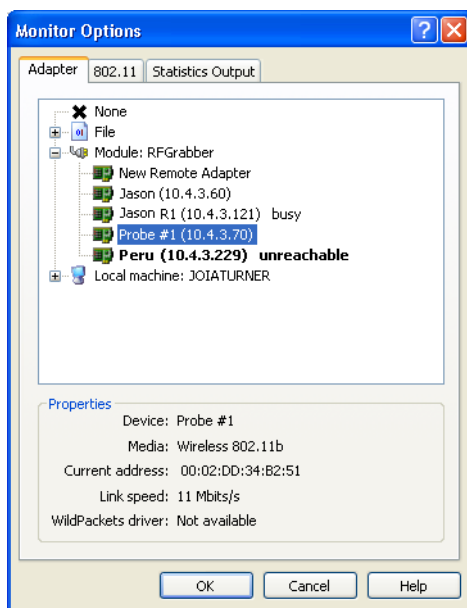 Monitor Options
Adapter 802.11 Statistics Output
None
File
Module: RFGrabber
New Remote Adapter
Jason (10.4.3.60)
Jason R1 (10.4.3.121) busy
Probe #1 (10.4.3.70)
Peru (10.4.3.229) unreachable
Local machine: JOIATURNER
Properties
Device: Probe #1
Media: Wireless 802.11b
Current address: 00:02:DD:34:B2:51
Link speed: 11 Mbits/s
WildPackets driver: Not available
OK Cancel Help